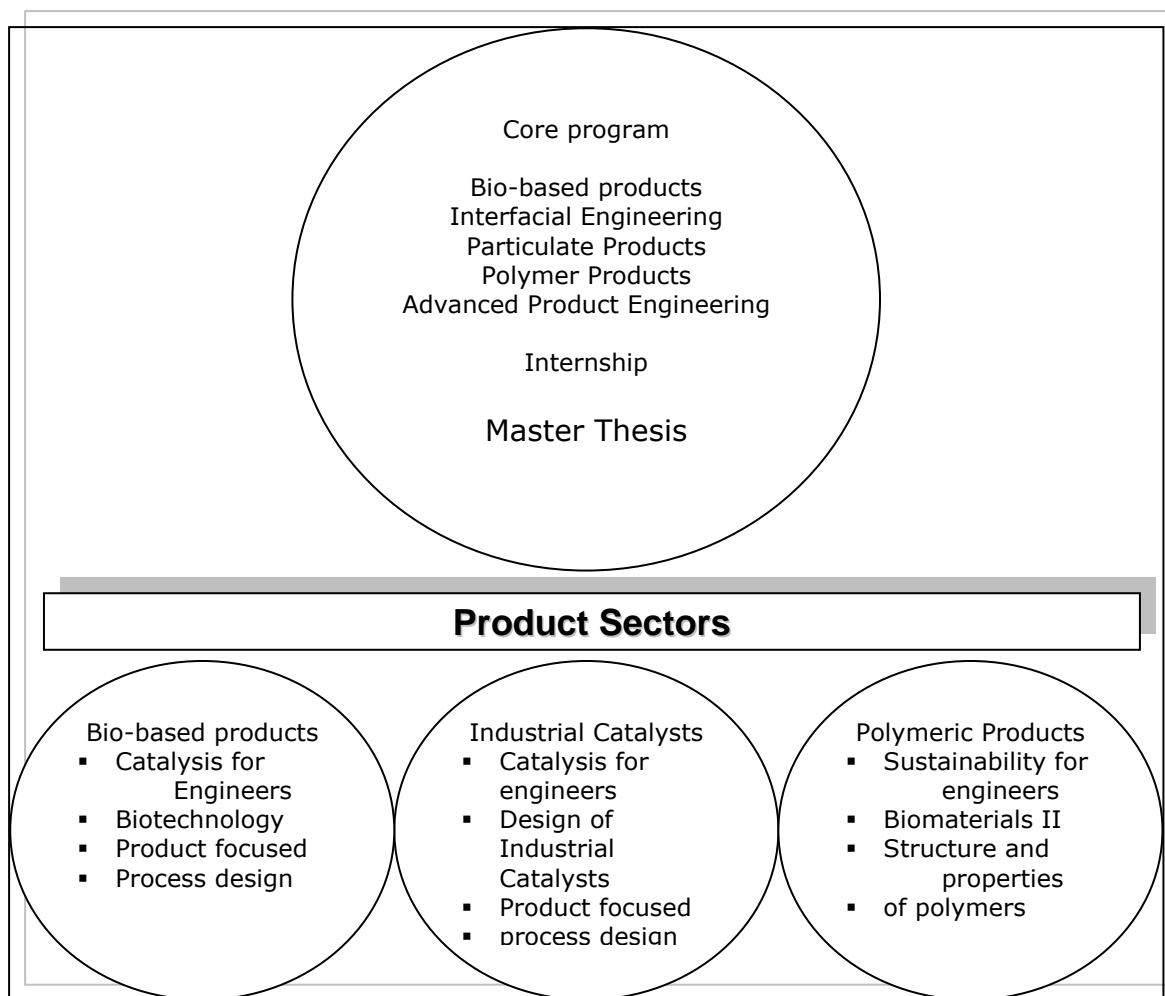 Core program
Bio-based products
Interfacial Engineering
Particulate Products
Polymer Products
Advanced Product Engineering
Internship
Master Thesis
Product Sectors
Bio-based products
▪ Catalysis for
Engineers
▪ Biotechnology
▪ Product focused
▪ Process design
Industrial Catalysts
▪ Catalysis for
engineers
▪ Design of
Industrial
Catalysts
▪ Product focused
▪ process design
Polymeric Products
▪ Sustainability for
engineers
▪ Biomaterials II
▪ Structure and
properties
▪ of polymers